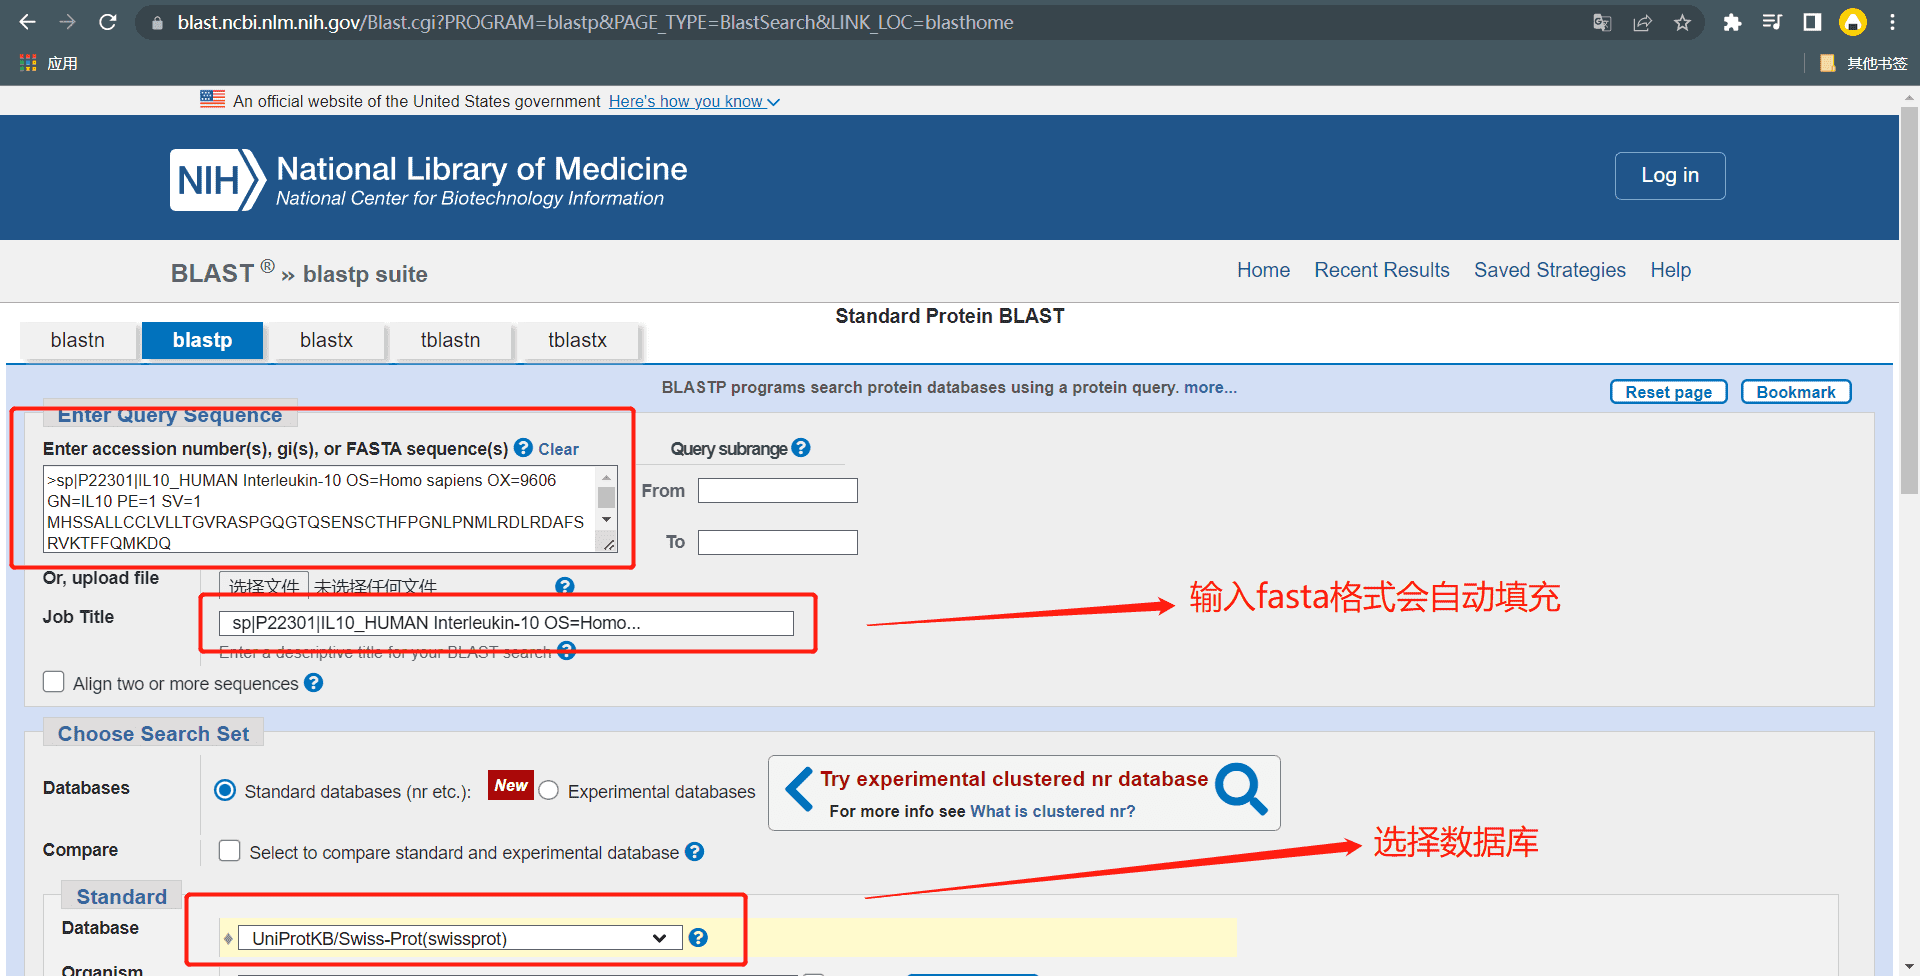 blast.ncbi.nlm.nih.gov/Blast.cgi?PROGRAM=blastp&PAGE_TYPE=BlastSearch&LINK_LOC=blasthome
应用
其他书签
An official website of the United States government Here's how you know
NIH National Library of Medicine
National Center for Biotechnology Information
Log in
BLAST ® » blastp suite
Home Recent Results Saved Strategies Help
Standard Protein BLAST
blastn blastp blastx tblastn tblastx
BLASTP programs search protein databases using a protein query. more...
Reset page Bookmark
Enter Query Sequence
Enter accession number(s), gi(s), or FASTA sequence(s) ? Clear
Query subrange ?
>sp|P22301|IL10_HUMAN Interleukin-10 OS=Homo sapiens OX=9606
GN=IL10 PE=1 SV=1
MHSSALLCCLVLLTGVRASPGQGTQSENSCTHFPGNLPNMLRDLRDAFS
RVKTFFQMKDQ
From
To
Or, upload file 选择文件 未选择任何文件 ?
Job Title sp|P22301|IL10_HUMAN Interleukin-10 OS=Homo...
Enter a descriptive title for your BLAST search ?
输入fasta格式会自动填充
Align two or more sequences ?
Choose Search Set
Databases Standard databases (nr etc.): New Experimental databases
Try experimental clustered nr database
For more info see What is clustered nr?
Compare Select to compare standard and experimental database ?
选择数据库
Standard
Database UniProtKB/Swiss-Prot(swissprot) ?
Organism